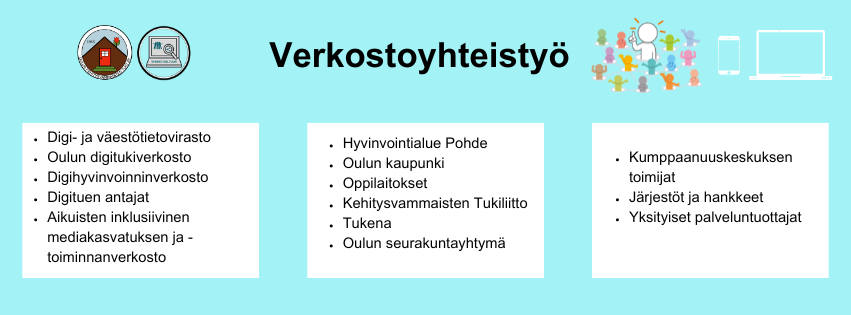 Verkostoyhteistyö
• Digi- ja väestötietovirasto
• Oulun digitukiverkosto
• Digihyvinvoinninverkosto
• Digituen antajat
• Aikuisten inklusiivinen
mediakasvatuksen ja -
toiminnanverkosto
• Hyvinvointialue Pohde
• Oulun kaupunki
• Oppilaitokset
• Kehitysvammaisten Tukiliitto
• Tukena
• Oulun seurakuntayhtymä
• Kumppaanuuskeskuksen
toimijat
• Järjestöt ja hankkeet
• Yksityiset palveluntuottajat